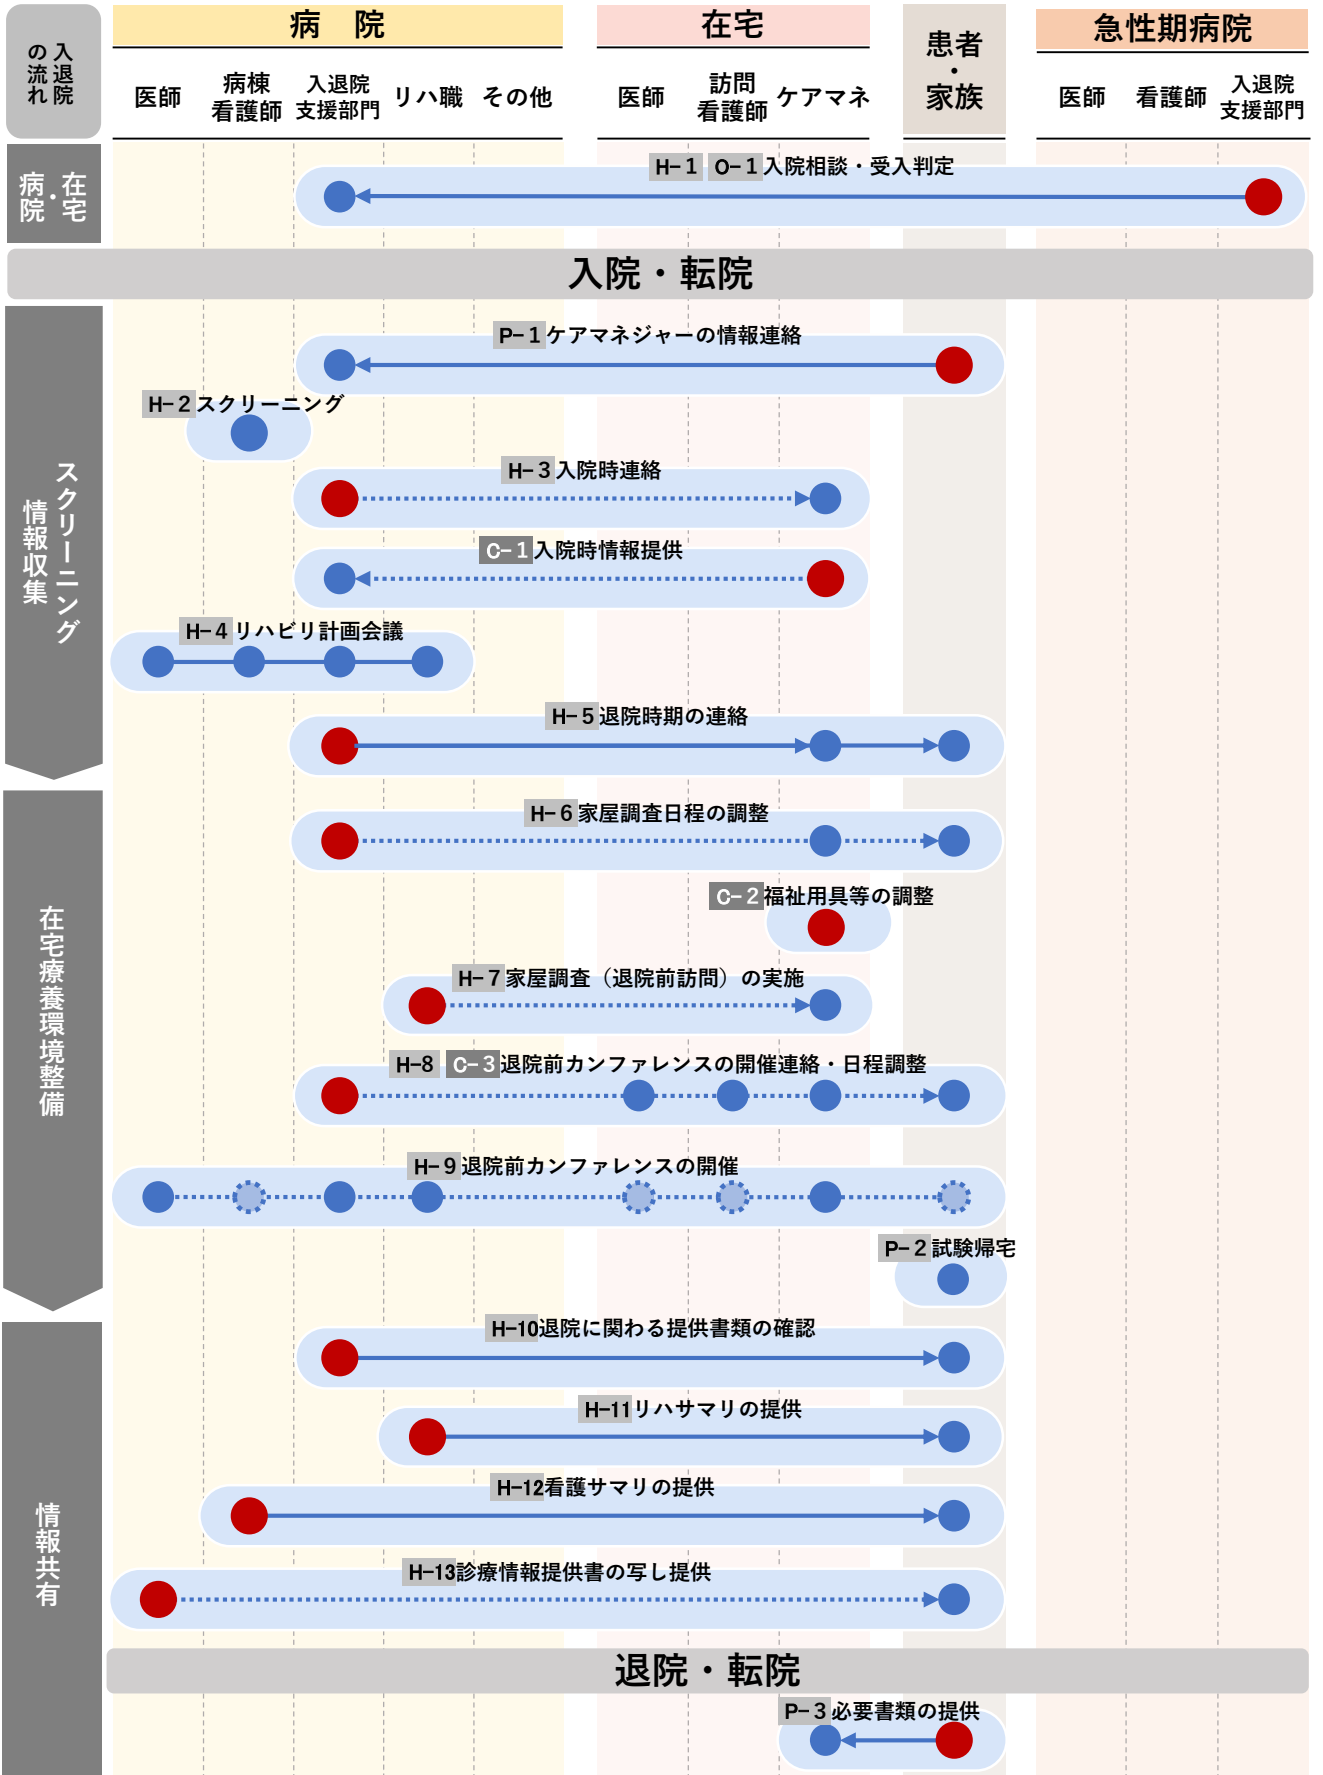 入退院
の流れ
病　院
在宅
患者
・
家族
急性期病院
医師
病棟
看護師
入退院
支援部門
リハ職
その他
医師
訪問
看護師
ケアマネ
医師
看護師
入退院
支援部門
在宅
・
病院
H-1 O-1入院相談・受入判定
入院・転院
スクリーニング
情報収集
P-1ケアマネジャーの情報連絡
H-2スクリーニング
H-3入院時連絡
C-1入院時情報提供
H-4リハビリ計画会議
H-5退院時期の連絡
在宅療養環境整備
H-6家屋調査日程の調整
C-2福祉用具等の調整
H-7家屋調査（退院前訪問）の実施
H-8 C-3退院前カンファレンスの開催連絡・日程調整
H-9退院前カンファレンスの開催
P-2試験帰宅
情報共有
H-10退院に関わる提供書類の確認
H-11リハサマリの提供
H-12看護サマリの提供
H-13診療情報提供書の写し提供
退院・転院
P-3必要書類の提供